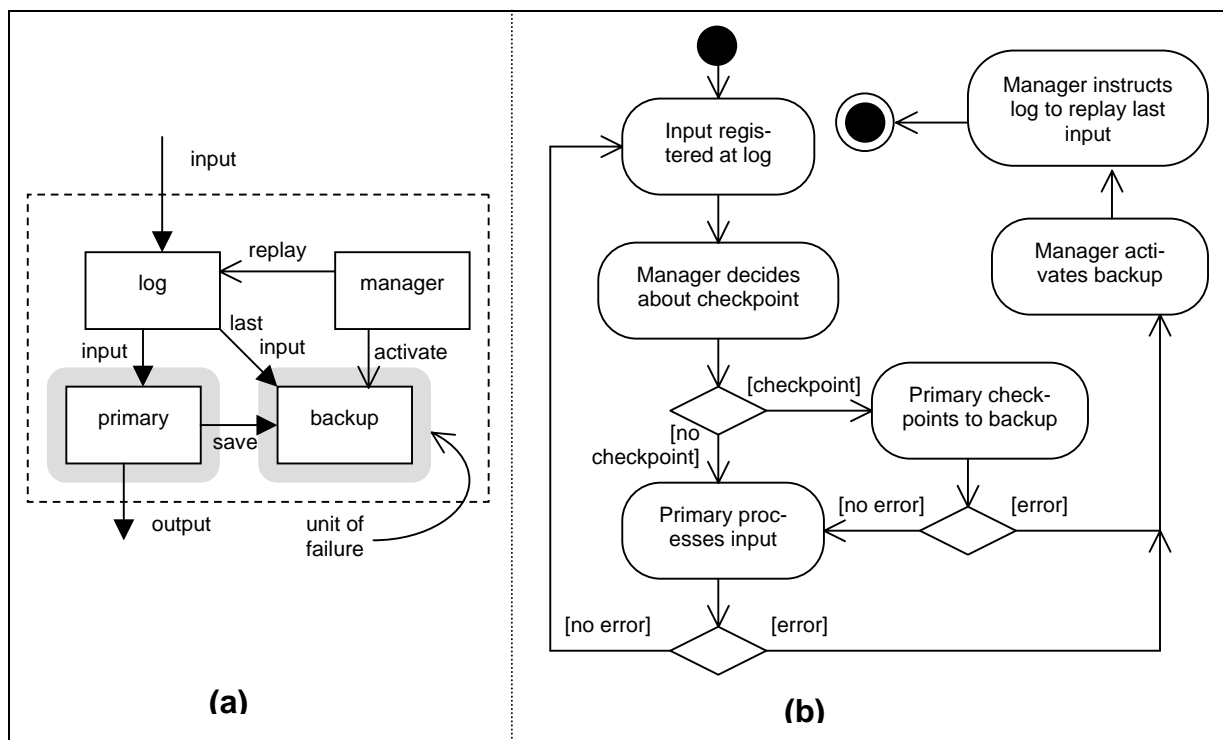 input
replay
log
manager
last
input
input
activate
primary
backup
save
output
unit of
failure
(a)
Input regis-
tered at log
Manager instructs
log to replay last
input
Manager decides
about checkpoint
Manager acti-
vates backup
[checkpoint]
Primary check-
points to backup
[no
checkpoint]
Primary proc-
esses input
[no error]
[error]
[no error]
[error]
(b)